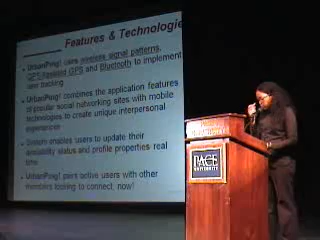 Features & Technologie
UrbanPing! uses wireless signal patterns,
GPS/Assisted GPS and Bluetooth to implement
user tracking
UrbanPing! combines the application features
of popular social networking sites with mobile
technologies to create unique interpersonal
experiences
System enables users to update their
availability status and profile properties real
time
UrbanPing! pairs active users with other
members looking to connect, now!
PACE
UNIVERSITY